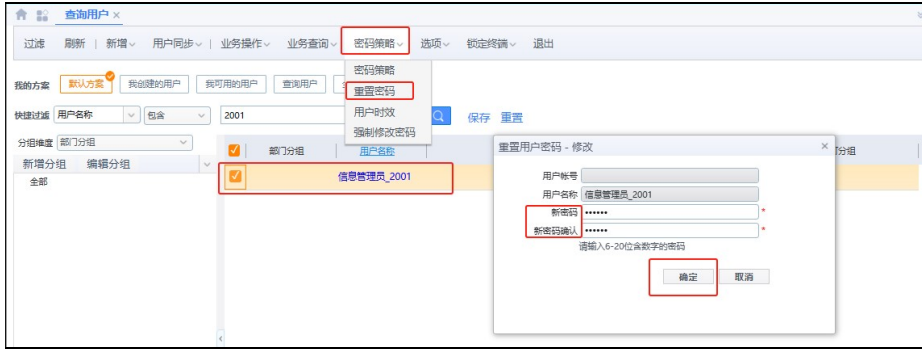 查询用户 ×
过滤 刷新 新增 用户同步 业务操作 业务查询 密码策略 选项 锁定终端 退出
密码策略
重置密码
用户时效
强制修改密码
我的方案 默认方案 我创建的用户 我可用的用户 查询用户
快捷过滤 用户名称 包含 2001 保存 重置
分组维度 部门分组
新增分组 编辑分组
全部
部门分组 用户名称
信息管理员_2001
分组
重置用户密码 - 修改 ×
用户帐号
用户名称 信息管理员_2001
新密码 •••••• *
新密码确认 •••••• *
请输入6-20位含数字的密码
确定 取消